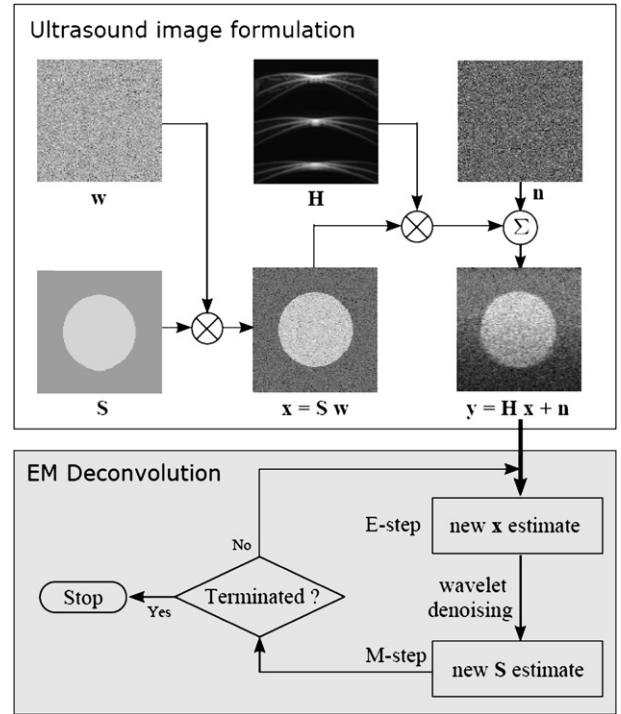 Ultrasound image formulation
w
H
n
Σ
S
x = S w
y = H x + n
EM Deconvolution
No
E-step
new x estimate
Stop
Yes
Terminated ?
wavelet
denoising
M-step
new S estimate